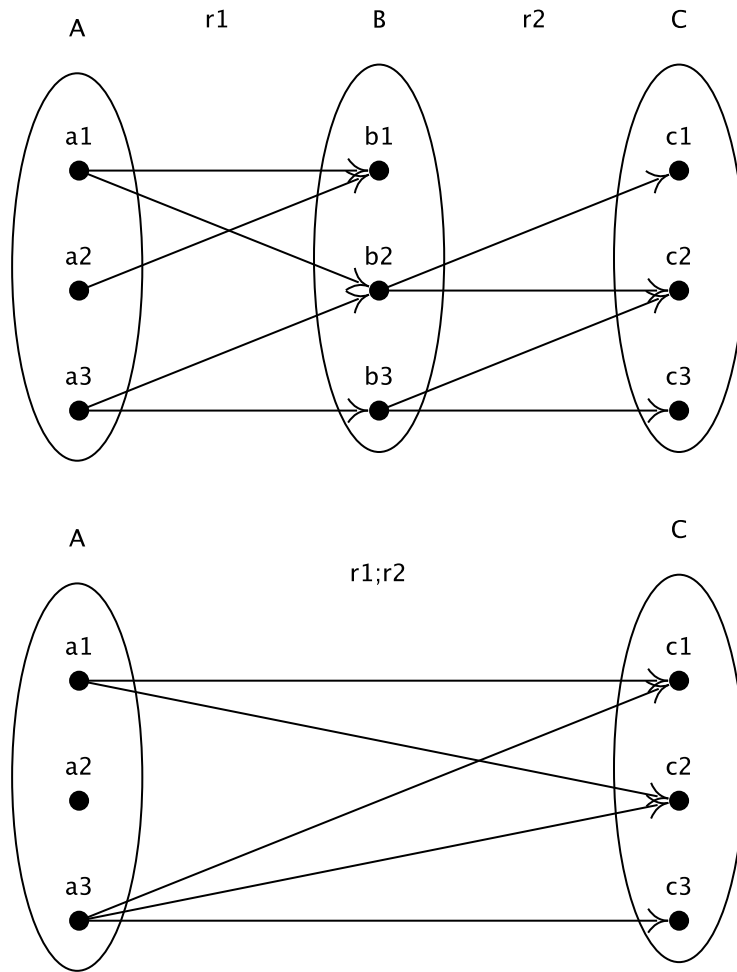 A r1 B r2 C
a1 b1 c1
a2 b2 c2
a3 b3 c3
A C
r1;r2
a1 c1
a2 c2
a3 c3